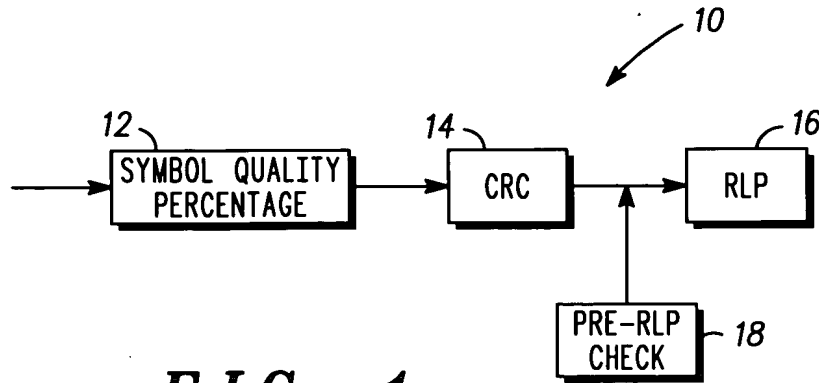 10
12
14
16
SYMBOL QUALITY
PERCENTAGE
CRC
RLP
PRE-RLP
CHECK
18
FIG. 1